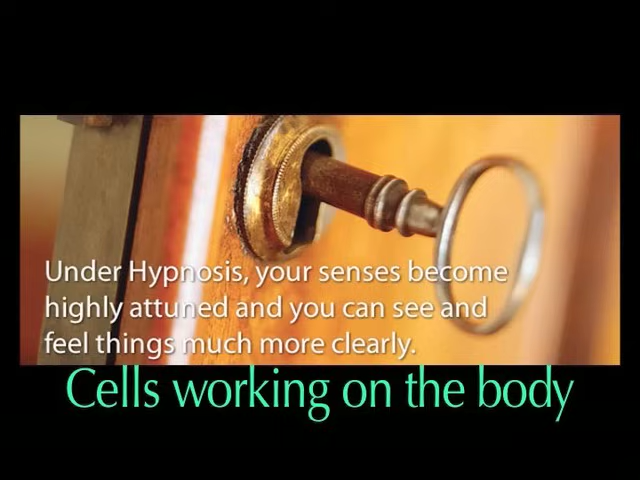 Under Hypnosis, your senses become
highly attuned and you can see and
feel things much more clearly.
Cells working on the body